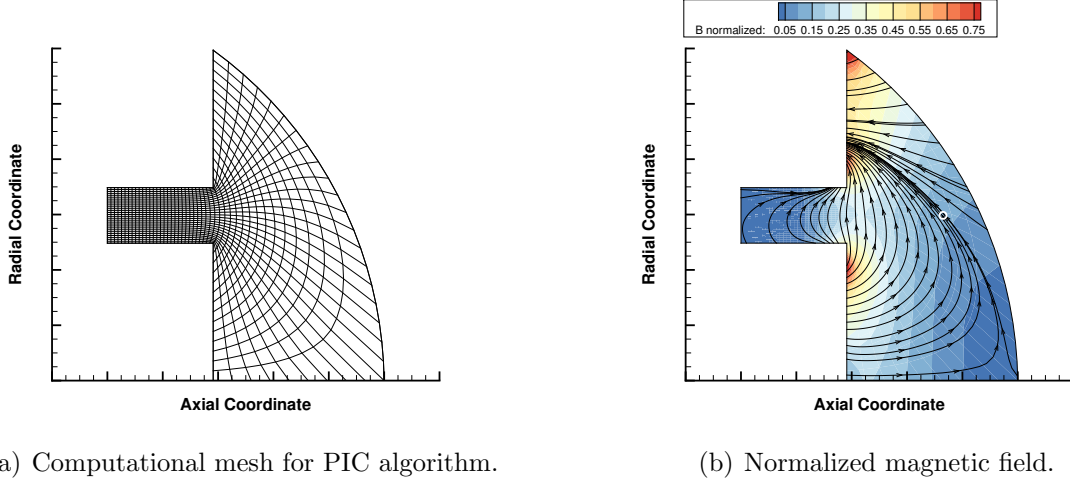 B normalized: 0.05 0.15 0.25 0.35 0.45 0.55 0.65 0.75
Radial Coordinate
Axial Coordinate
Radial Coordinate
Axial Coordinate
a) Computational mesh for PIC algorithm.
(b) Normalized magnetic field.